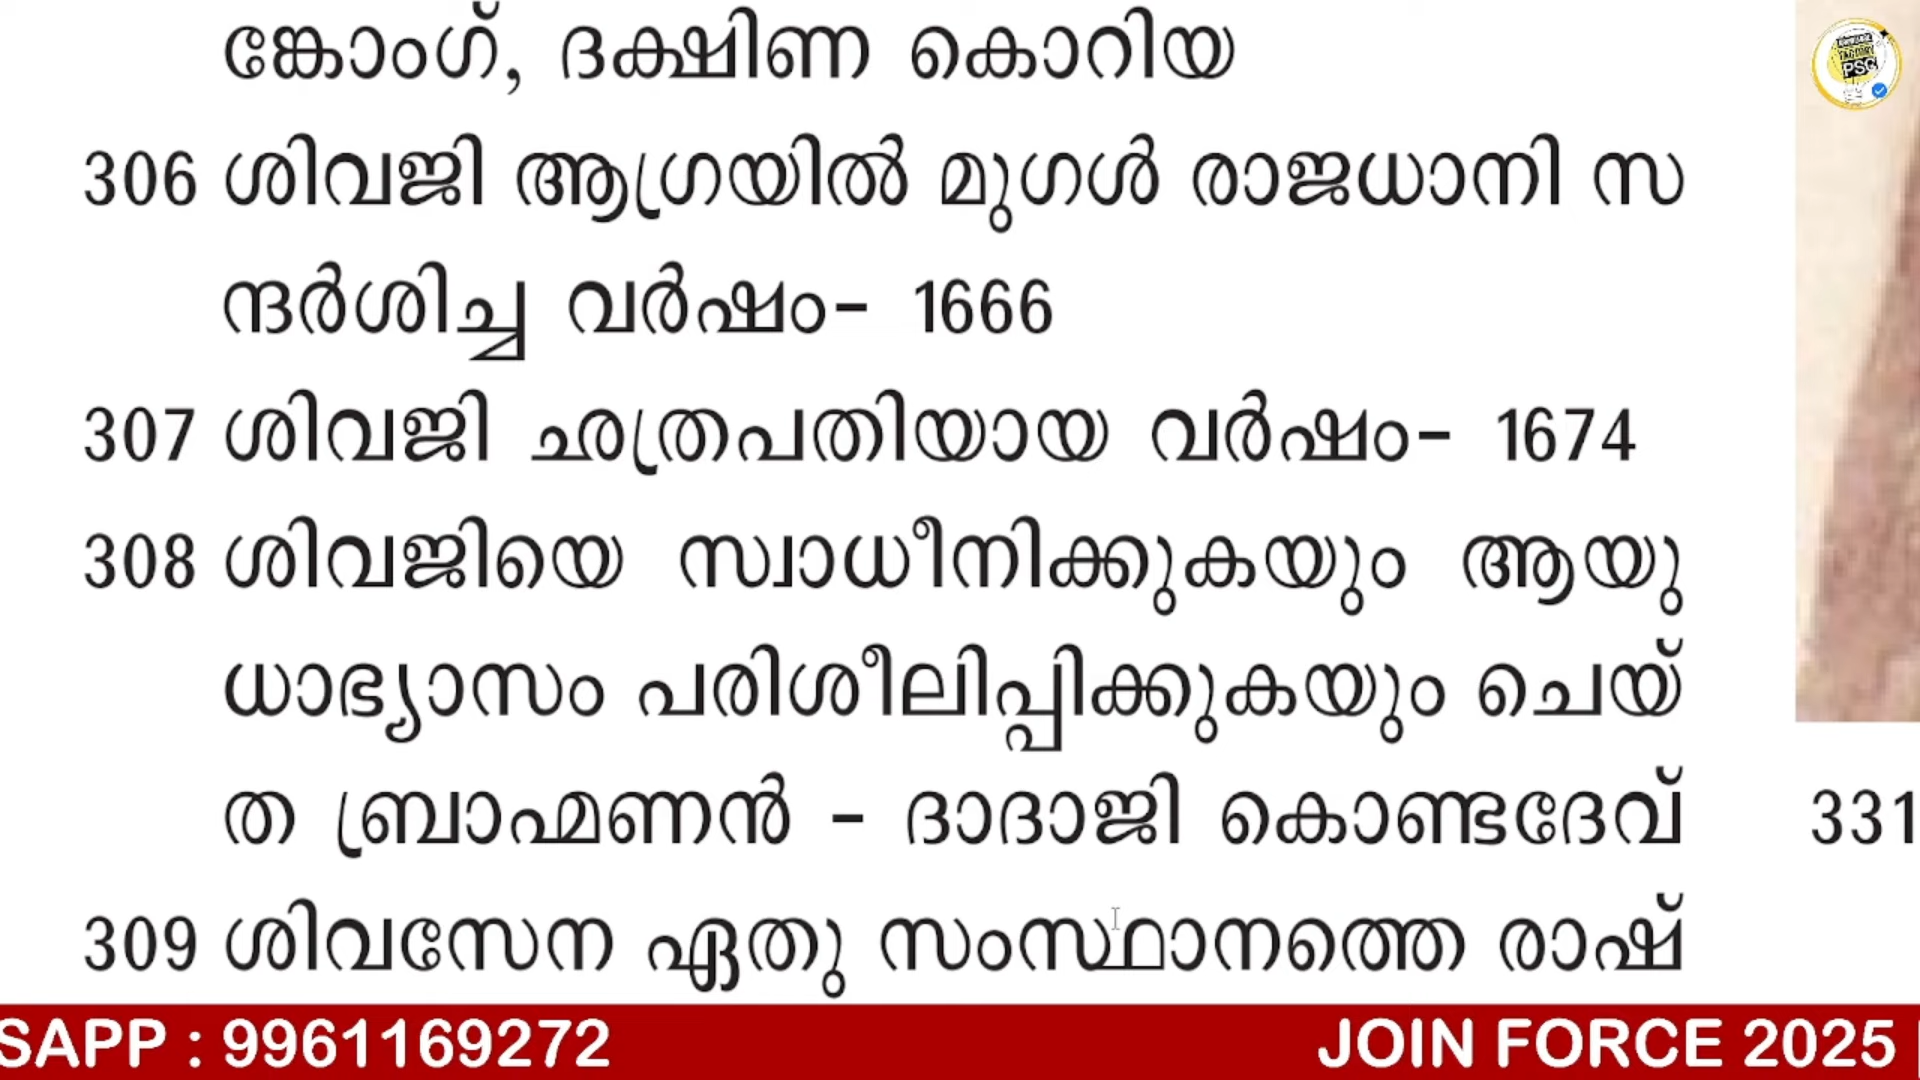 ങ്കോംഗ്, ദക്ഷിണ കൊറിയ
306 ശിവജി ആഗ്രയിൽ മുഗൾ രാജധാനി സ
ന്ദർശിച്ച വർഷം- 1666
307 ശിവജി ഛത്രപതിയായ വർഷം- 1674
308 ശിവജിയെ സ്വാധീനിക്കുകയും ആയു
ധാഭ്യാസം പരിശീലിപ്പിക്കുകയും ചെയ്
ത ബ്രാഹ്മണൻ - ദാദാജി കൊണ്ടദേവ്
309 ശിവസേന ഏതു സംസ്ഥാനത്തെ രാഷ്
331
PSC
SAPP : 9961169272
JOIN FORCE 2025